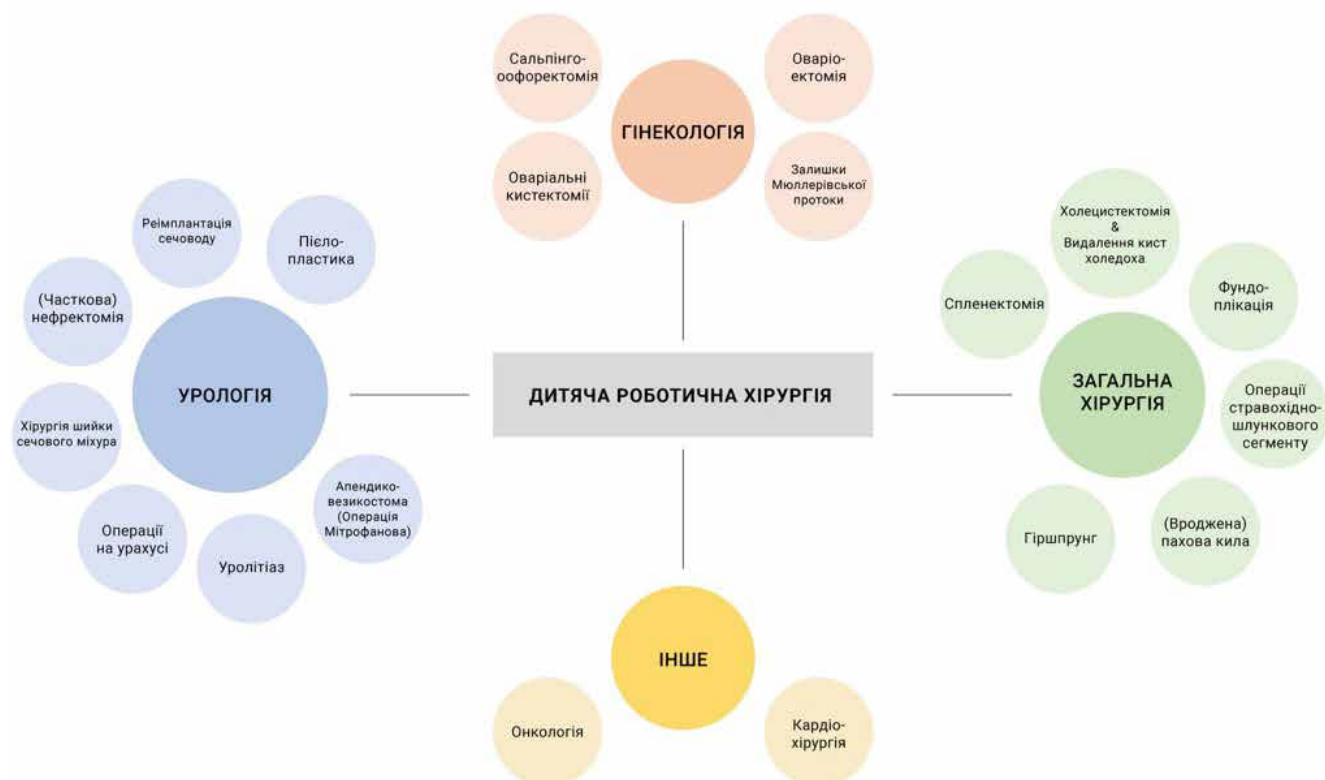 Сальпінго-
оофоректомія
Оваріо-
ектомія
ГІНЕКОЛОГІЯ
Оваріальні
кистектомії
Залишки
Мюллерівської
протоки
Реімплантація
сечоводу
Пієло-
пластика
(Часткова)
нефректомія
УРОЛОГІЯ
Хірургія шийки
сечового міхура
Апендико-
везикостома
(Операція
Мітрофанова)
Операції
на урахусі
Уролітіаз
ДИТЯЧА РОБОТИЧНА ХІРУРГІЯ
Холецистектомія
&
Видалення кист
холедоха
Спленектомія
Фундо-
плікація
ЗАГАЛЬНА
ХІРУРГІЯ
Операції
стравохідно-
шлункового
сегменту
Гіршпрунг
(Вроджена)
пахова кила
ІНШЕ
Онкологія
Кардіо-
хірургія